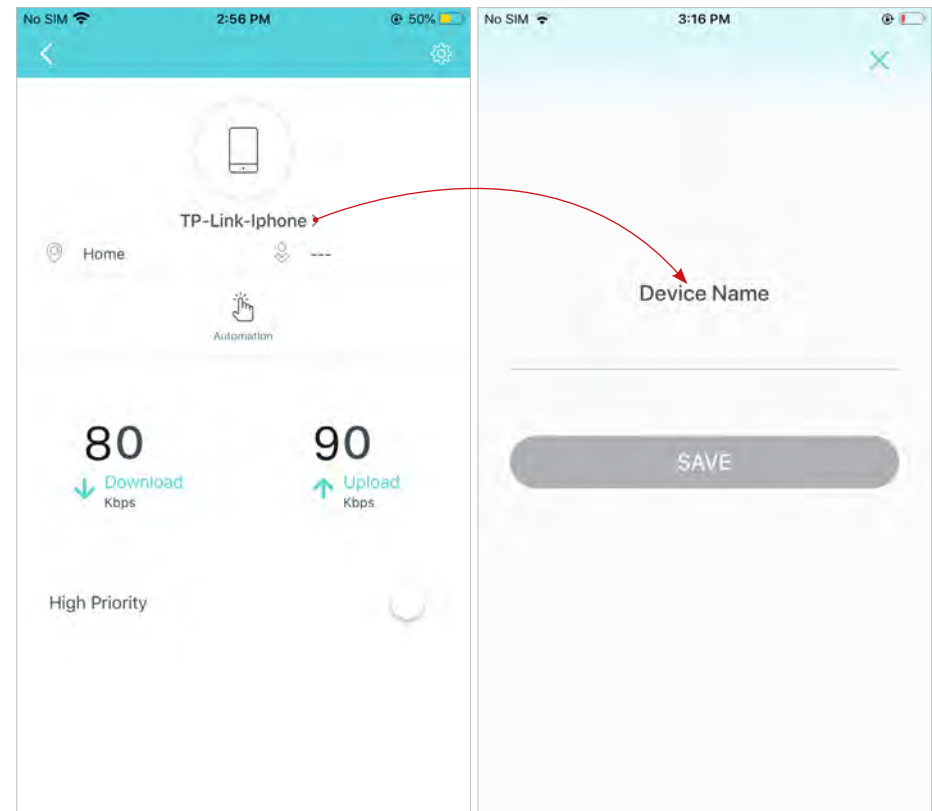 No SIM 2:56 PM 50%
TP-Link-Iphone
Home ---
Automation
80 90
Download Upload
Kbps Kbps
High Priority
No SIM 3:16 PM
Device Name
SAVE